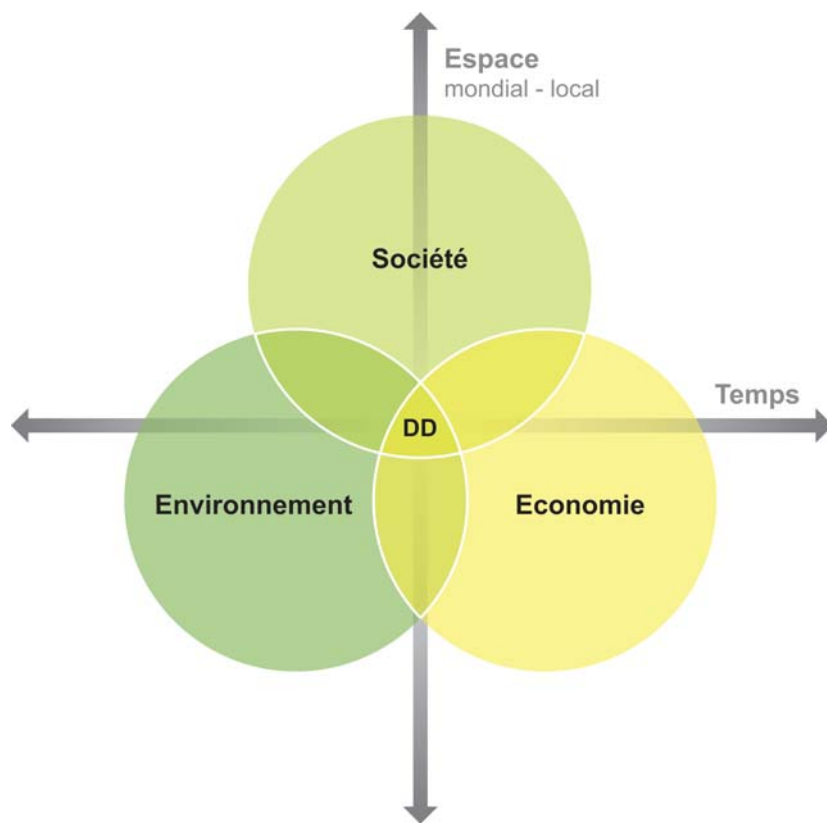 Espace
mondial - local
Société
Temps
DD
Environnement
Economie